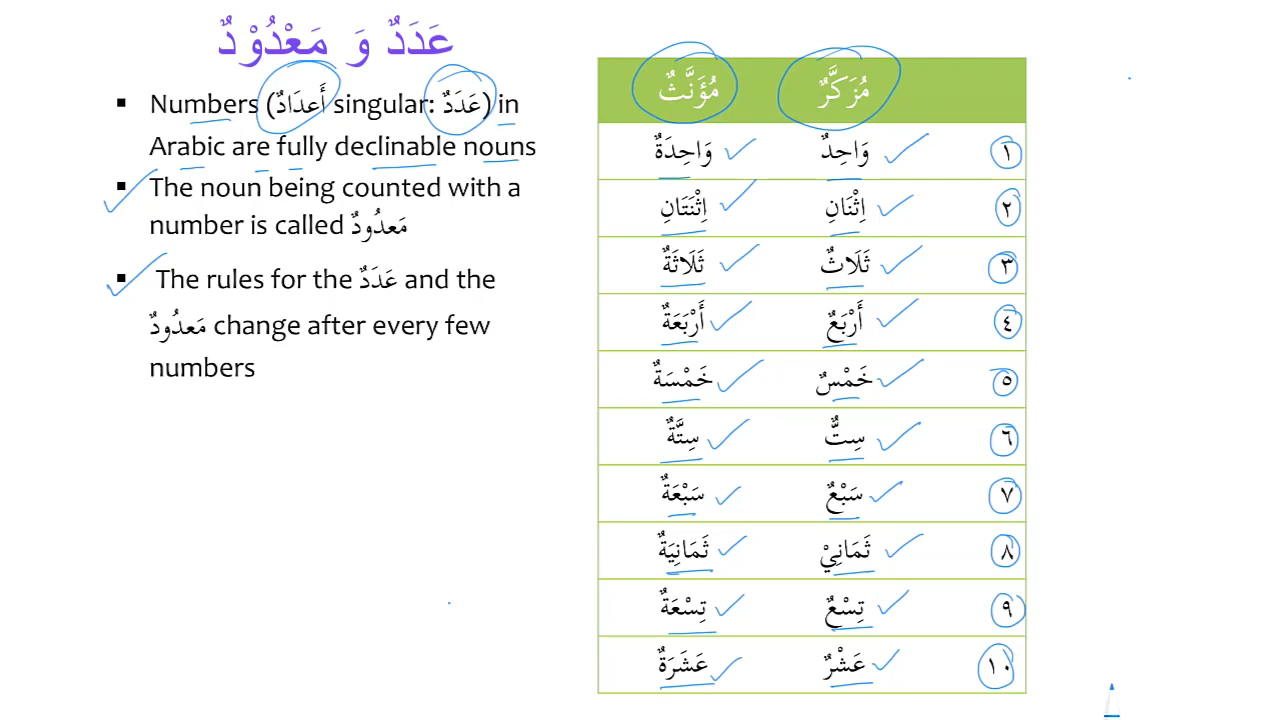 عَدَدٌ وَ مَعْدُوْدٌ
▪ Numbers (أَعدَادٌ singular: عَدَدٌ) in
Arabic are fully declinable nouns
▪ The noun being counted with a
number is called مَعدُودٌ
▪ The rules for the عَدَدٌ and the
مَعدُودٌ change after every few
numbers
مُزَكَّرٌ مُؤَنَّثٌ
١ وَاحِدٌ وَاحِدَةٌ
٢ اِثْنَانِ اِثْنَتَانِ
٣ ثَلَاثٌ ثَلَاثَةٌ
٤ أَرْبَعٌ أَرْبَعَةٌ
٥ خَمْسٌ خَمْسَةٌ
٦ سِتٌّ سِتَّةٌ
٧ سَبْعٌ سَبْعَةٌ
٨ ثَمَانِيْ ثَمَانِيَةٌ
٩ تِسْعٌ تِسْعَةٌ
١٠ عَشْرٌ عَشَرَةٌ